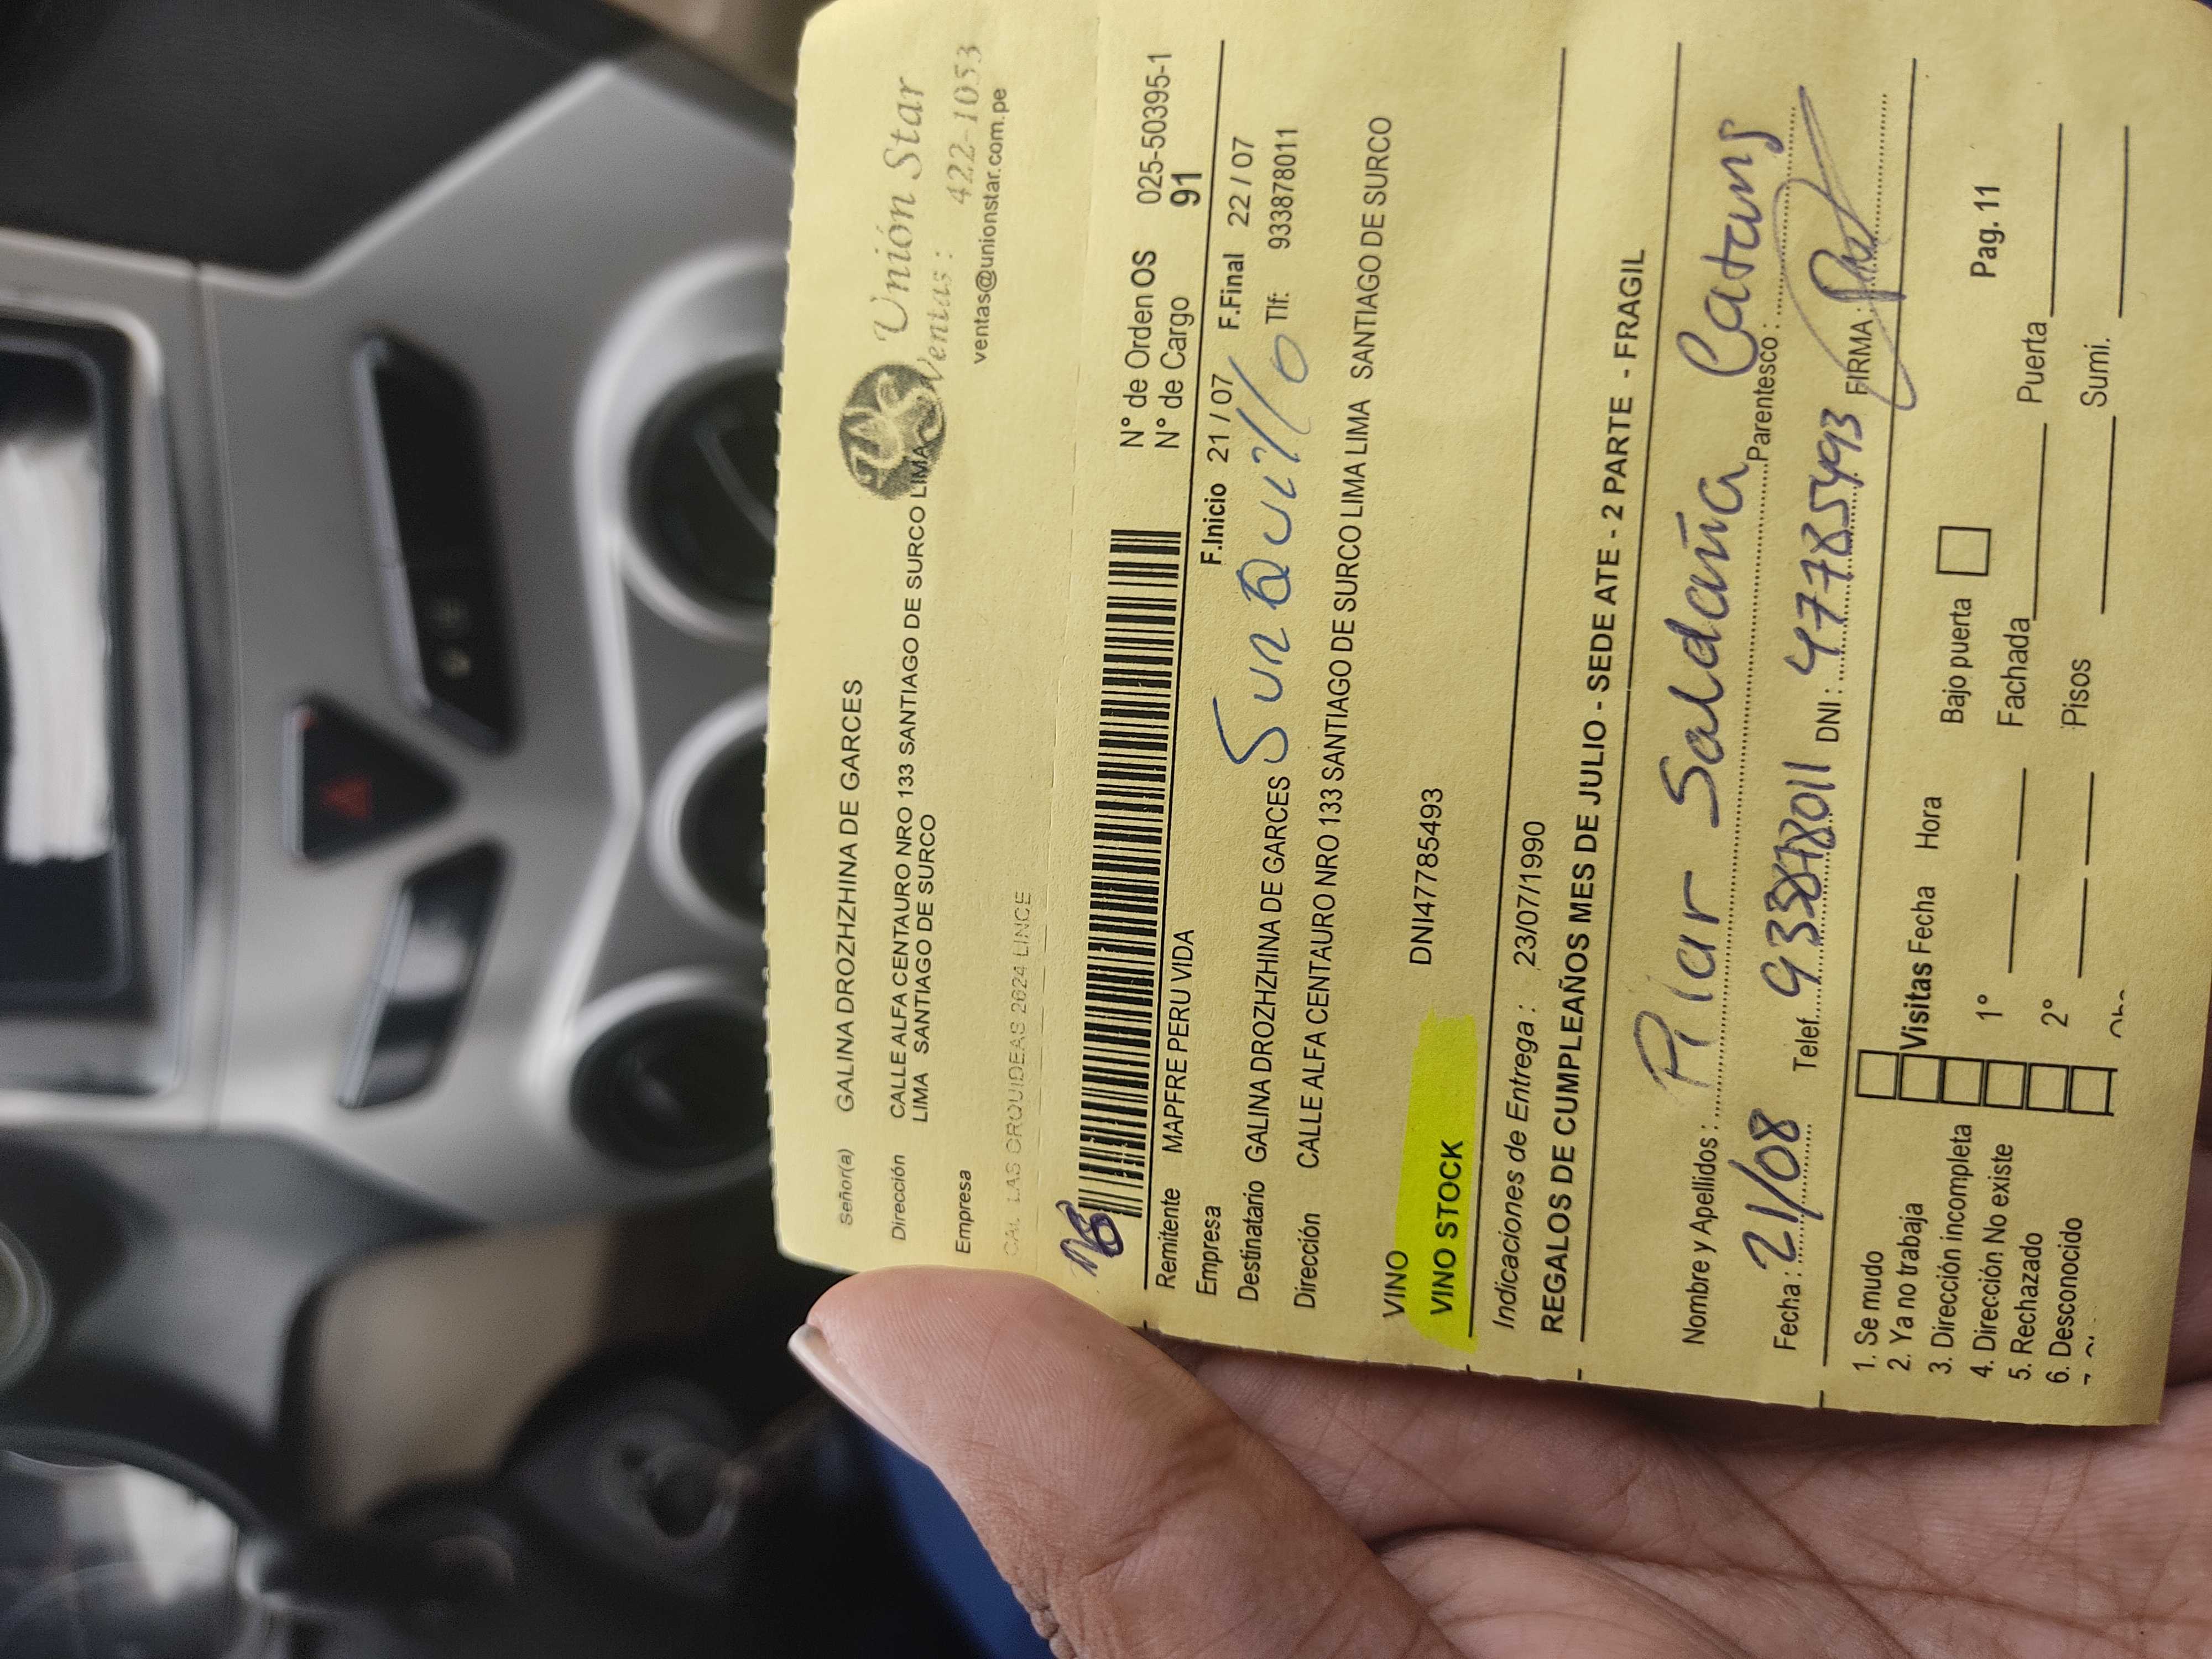 Señor(a) GALINA DROZHZHINA DE GARCES
Unión Star
Dirección CALLE ALFA CENTAURO NRO 133 SANTIAGO DE SURCO LIMA
Ventas: 422-1053
LIMA SANTIAGO DE SURCO
ventas@unionstar.com.pe
Empresa
CAL. LAS ORQUIDEAS 2624 LINCE
N° de Orden OS 025-50395-1
N° de Cargo 91
Remitente MAPFRE PERU VIDA
F.Inicio 21 / 07 F.Final 22 / 07
Empresa
Destinatario GALINA DROZHZHINA DE GARCES
Tlf: 933878011
Dirección CALLE ALFA CENTAURO NRO 133 SANTIAGO DE SURCO LIMA LIMA SANTIAGO DE SURCO
VINO DNI47785493
VINO STOCK
Indicaciones de Entrega : 23/07/1990
REGALOS DE CUMPLEAÑOS MES DE JULIO - SEDE ATE - 2 PARTE - FRAGIL
Nombre y Apellidos : Pilar Saldaña
Parentesco :
Fecha : 21/08 Telef. 933878011 DNI : 47785493 FIRMA :
1. Se mudo
2. Ya no trabaja
3. Dirección incompleta
4. Dirección No existe
5. Rechazado
6. Desconocido
Visitas Fecha Hora
1°
2°
Bajo puerta
Pag. 11
Fachada Puerta
Pisos Sumi.